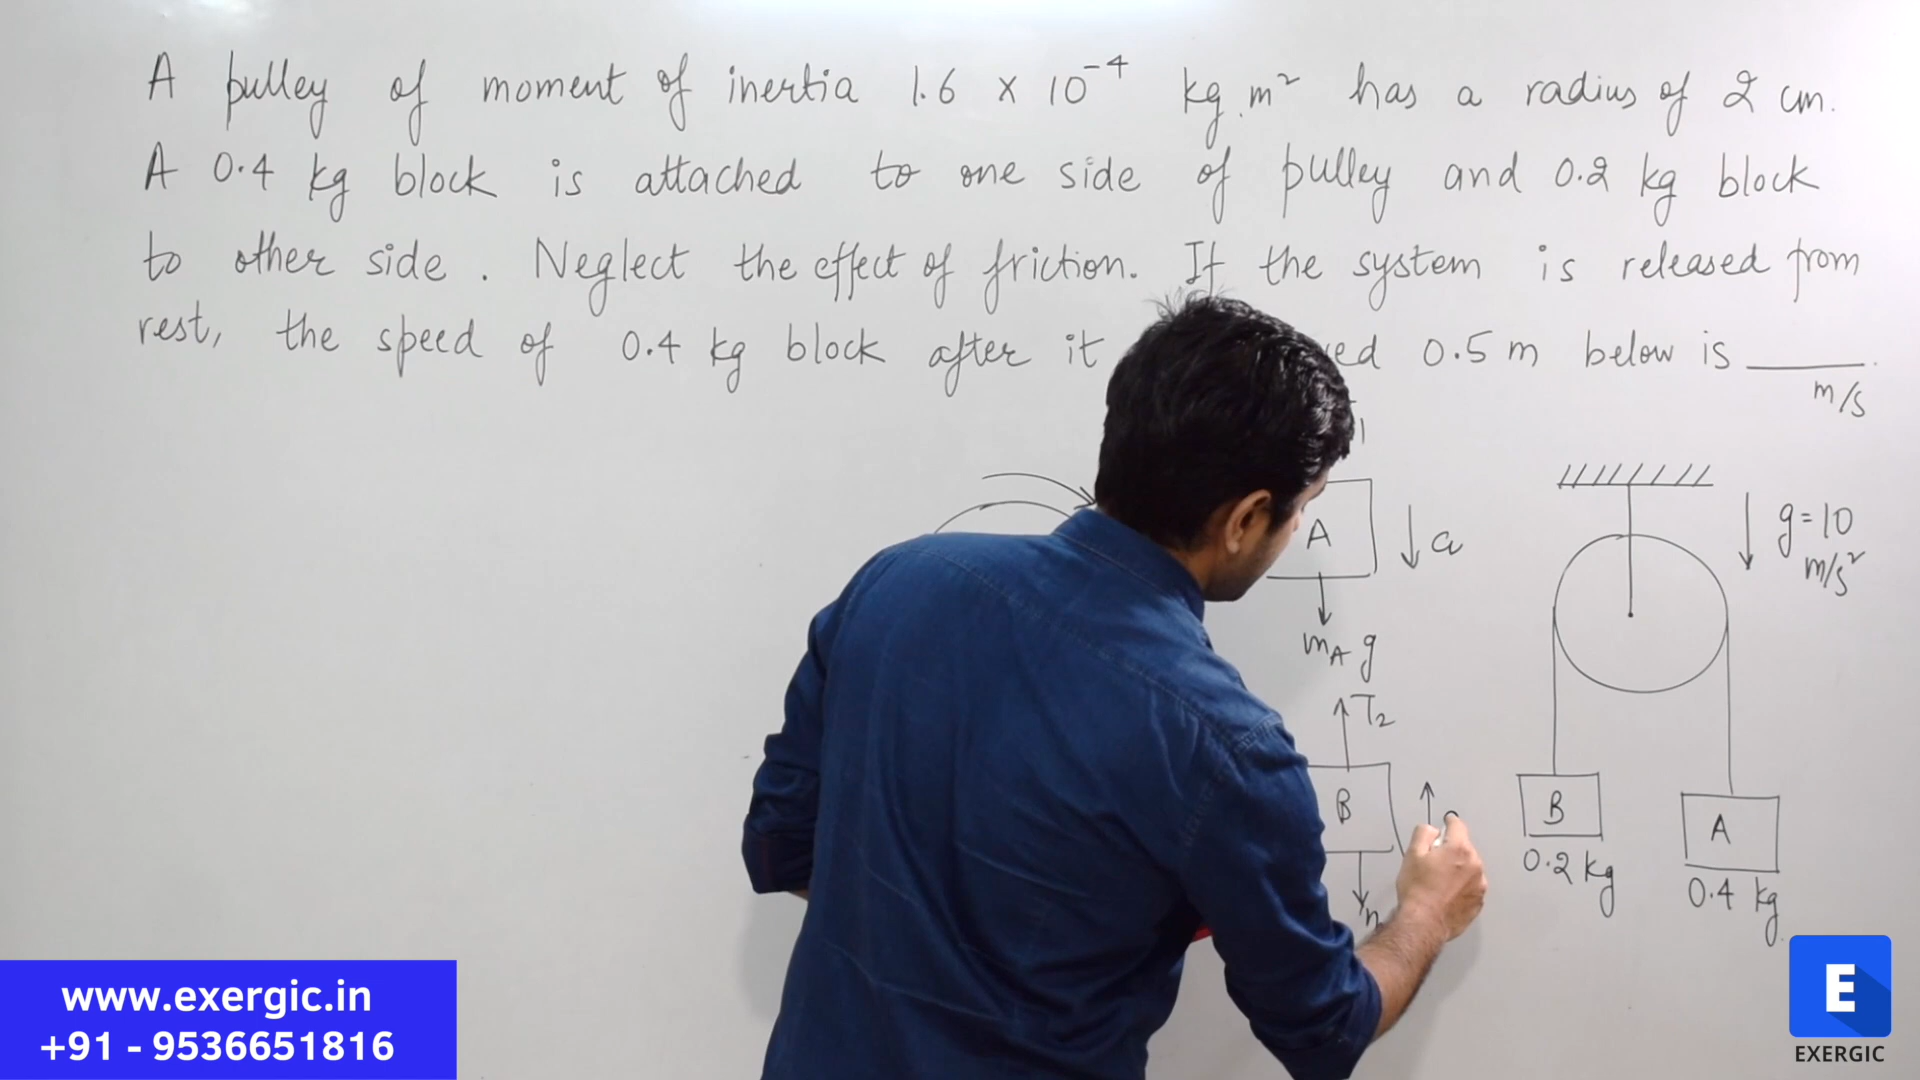 A pulley of moment of inertia 1.6 × 10⁻⁴ kg.m² has a radius of 2 cm.
A 0.4 kg block is attached to one side of pulley and 0.2 kg block
to other side. Neglect the effect of friction. If the system is released from
rest, the speed of 0.4 kg block after it 0.5 m below is ______.
m/s
A
a
mA g
T2
B
g=10
m/s²
B
0.2 kg
A
0.4 kg
www.exergic.in
+91 - 9536651816
E
EXERGIC